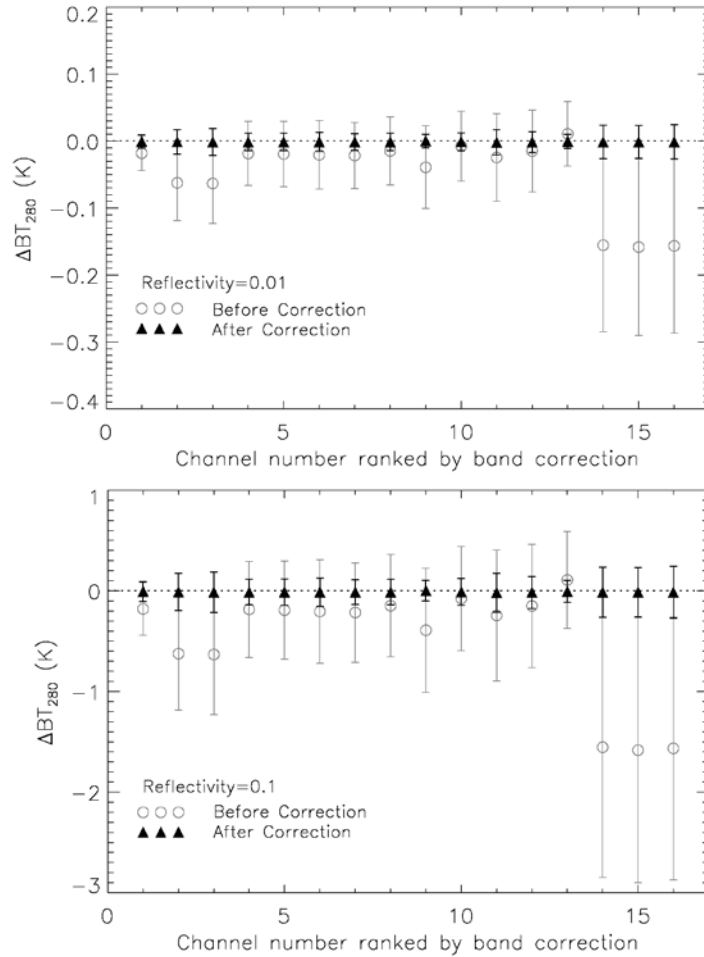 0.2
0.1
0.0
−0.1
−0.2
−0.3
−0.4
ΔBT280 (K)
Reflectivity=0.01
Before Correction
After Correction
0 5 10 15
Channel number ranked by band correction
1
0
−1
−2
−3
ΔBT280 (K)
Reflectivity=0.1
Before Correction
After Correction
0 5 10 15
Channel number ranked by band correction